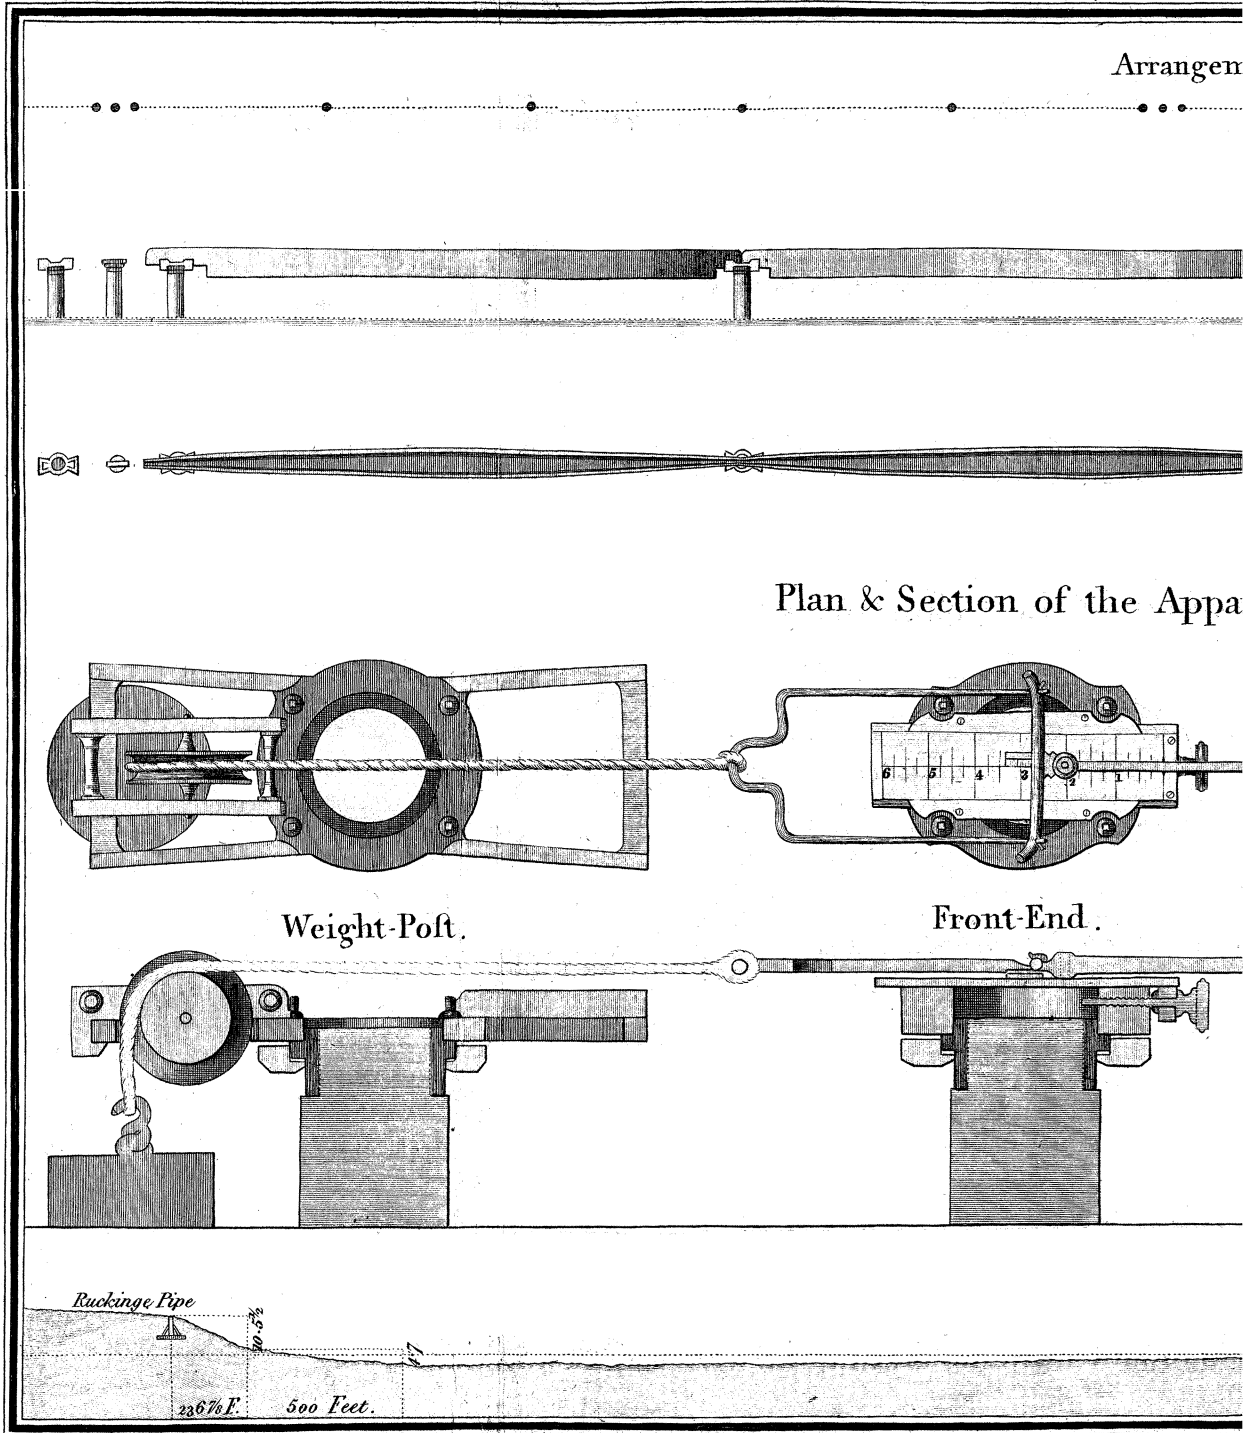 Arrangem
Plan & Section of the Appa
6 5 4 3 2 1
Weight-Poſt.
Front-End.
Ruckinge Pipe
10.5½
4.7
236⅞ F.
500 Feet.